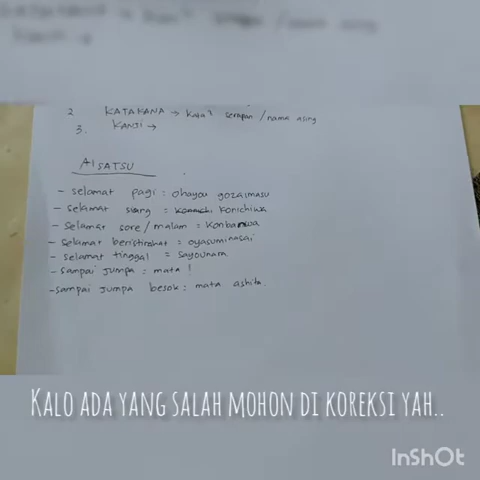 2. KATAHANA → kata² serapan / nama asing
3. KANJI →
AISATSU
- selamat pagi = ohayou gozaimasu
- selamat siang = Konichiwa
- selamat sore / malam = Konbanwa
- selamat beristirahat = oyasuminasai
- selamat tinggal = sayounara
- sampai jumpa = mata !
- sampai jumpa besok = mata ashita.
KALO ADA YANG SALAH MOHON DI KOREKSI YAH..
InShOt